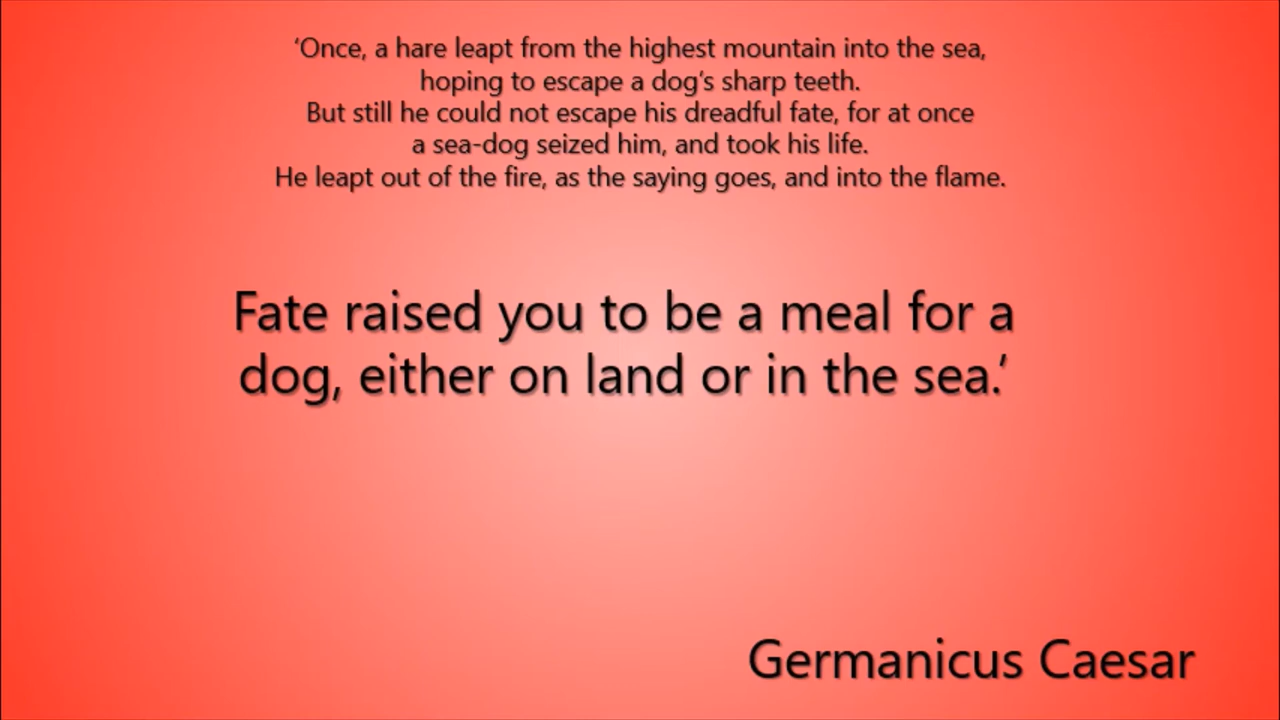 ‘Once, a hare leapt from the highest mountain into the sea,
hoping to escape a dog’s sharp teeth.
But still he could not escape his dreadful fate, for at once
a sea-dog seized him, and took his life.
He leapt out of the fire, as the saying goes, and into the flame.
Fate raised you to be a meal for a
dog, either on land or in the sea.’
Germanicus Caesar